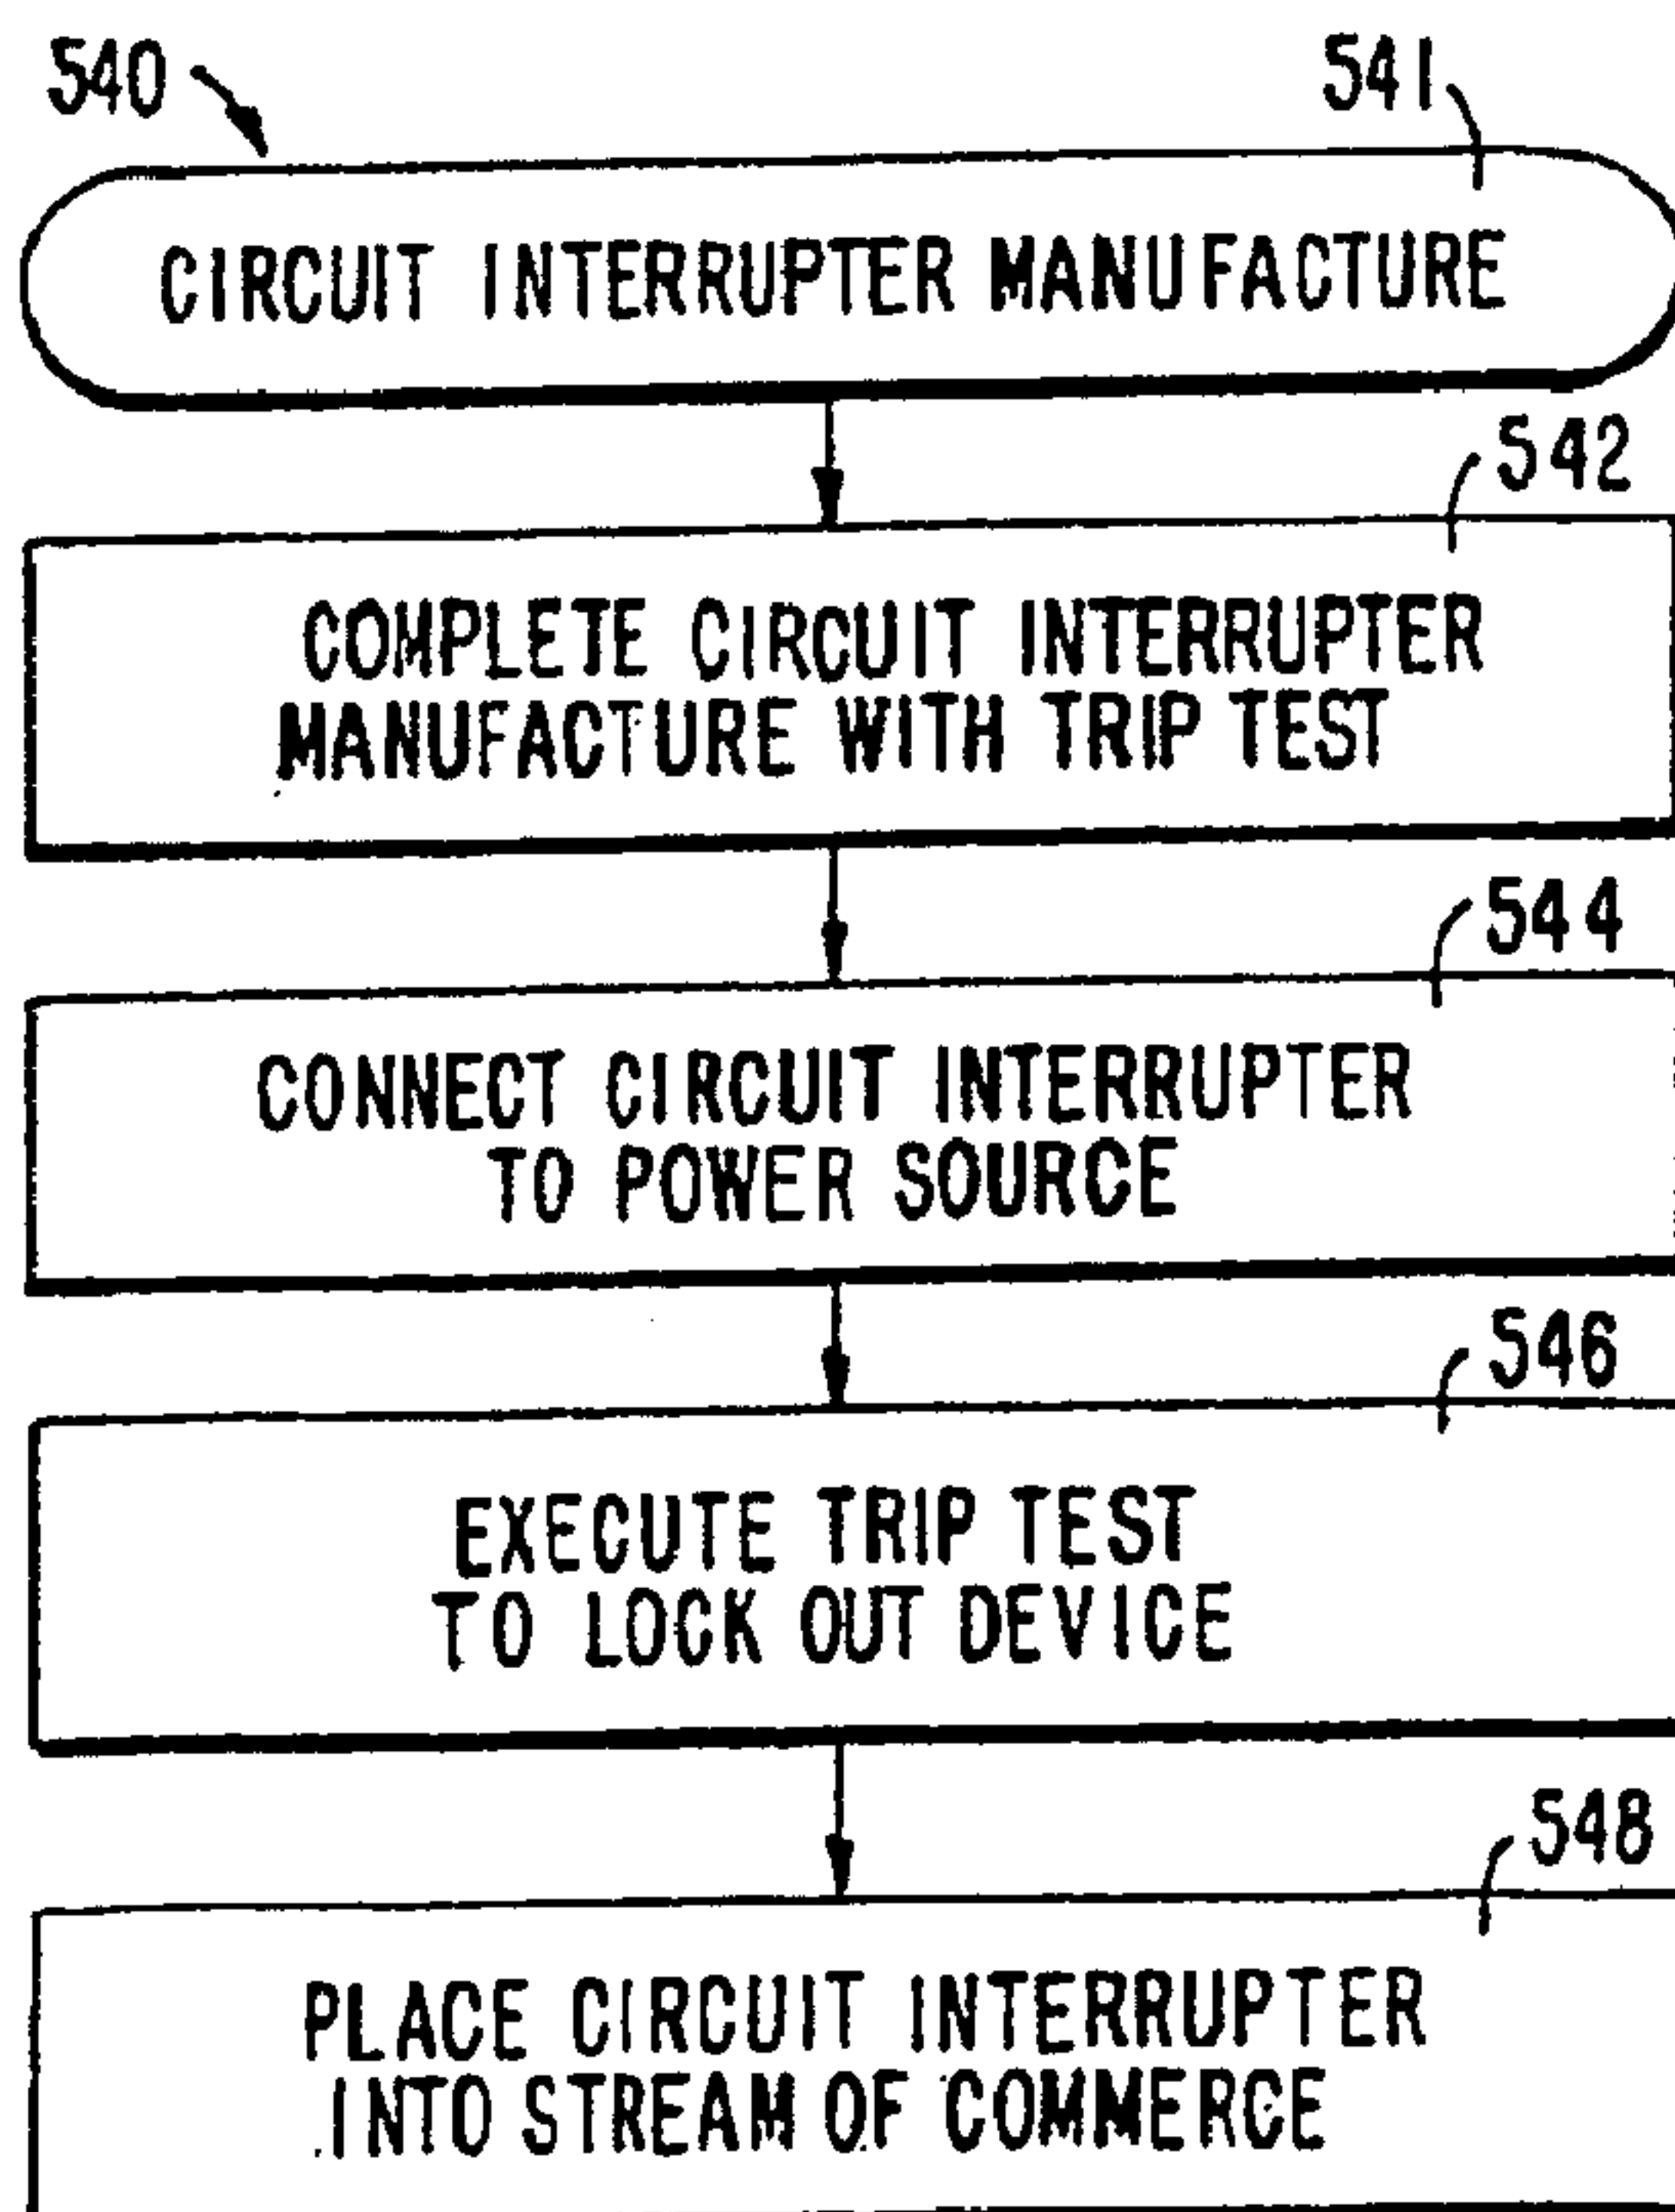 540
541
CIRCUIT INTERRUPTER MANUFACTURE
542
COMPLETE CIRCUIT INTERRUPTER
MANUFACTURE WITH TRIP TEST
544
CONNECT CIRCUIT INTERRUPTER
TO POWER SOURCE
546
EXECUTE TRIP TEST
TO LOCK OUT DEVICE
548
PLACE CIRCUIT INTERRUPTER
INTO STREAM OF COMMERCE